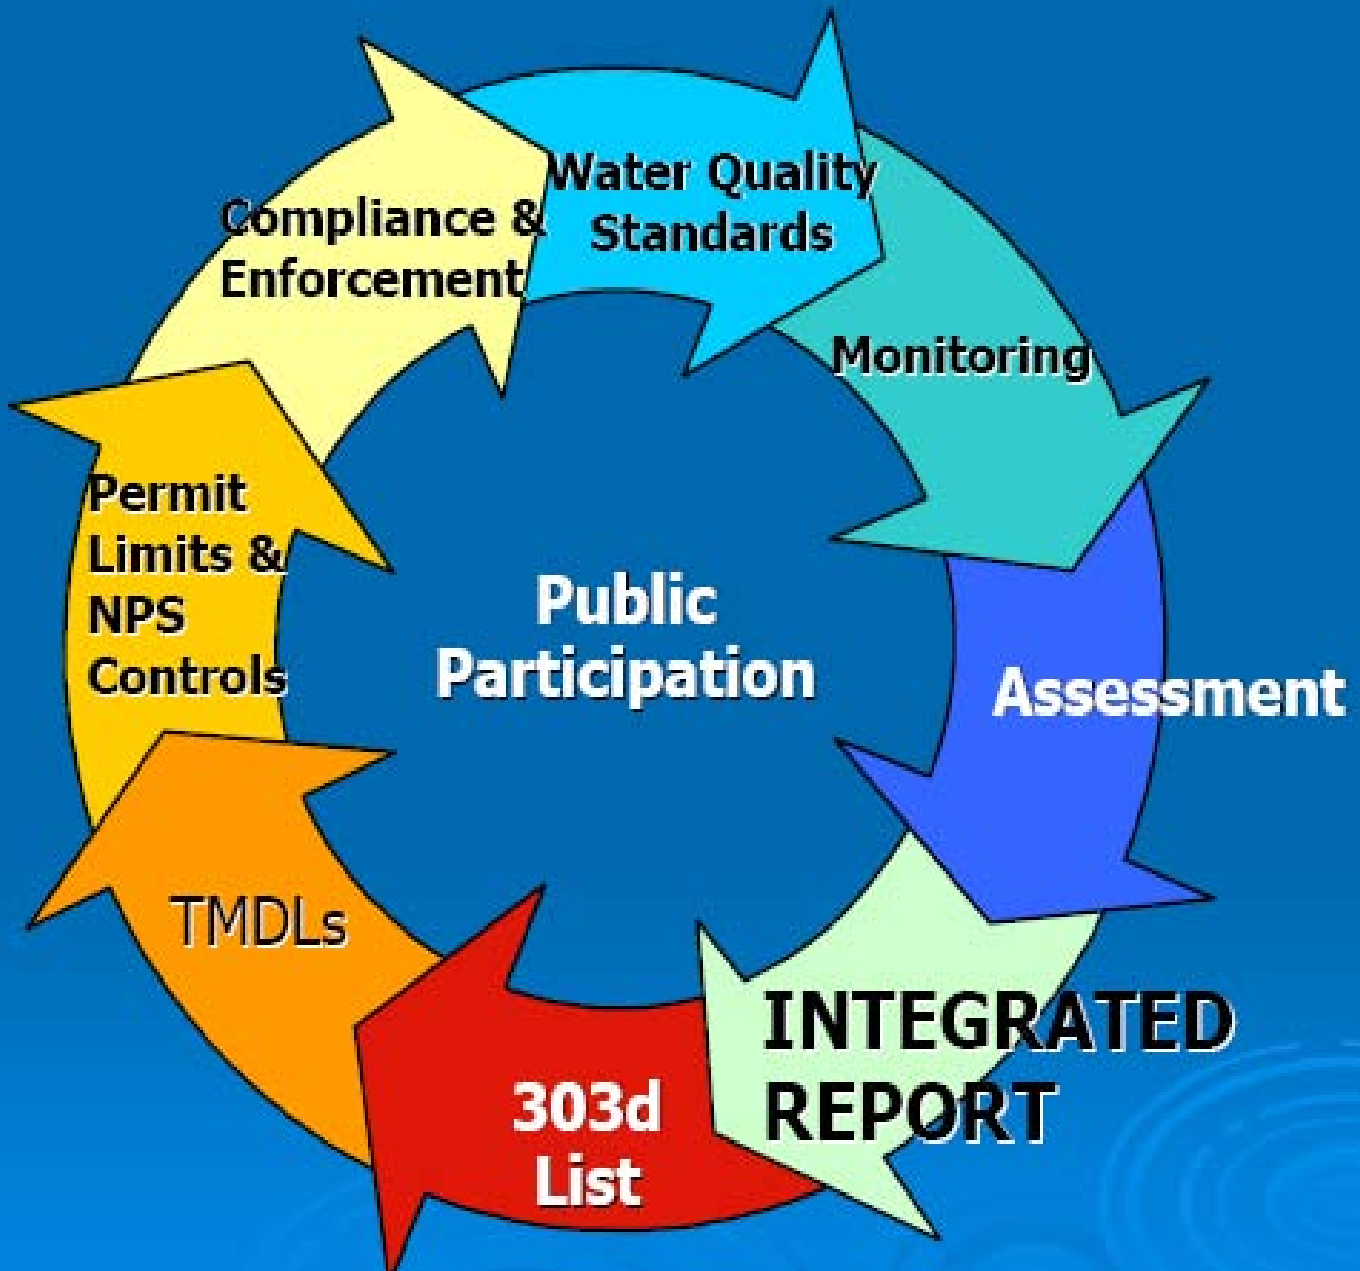 Water Quality
Standards
Monitoring
Assessment
INTEGRATED
REPORT
303d
List
TMDLs
Permit
Limits &
NPS
Controls
Compliance &
Enforcement
Public
Participation